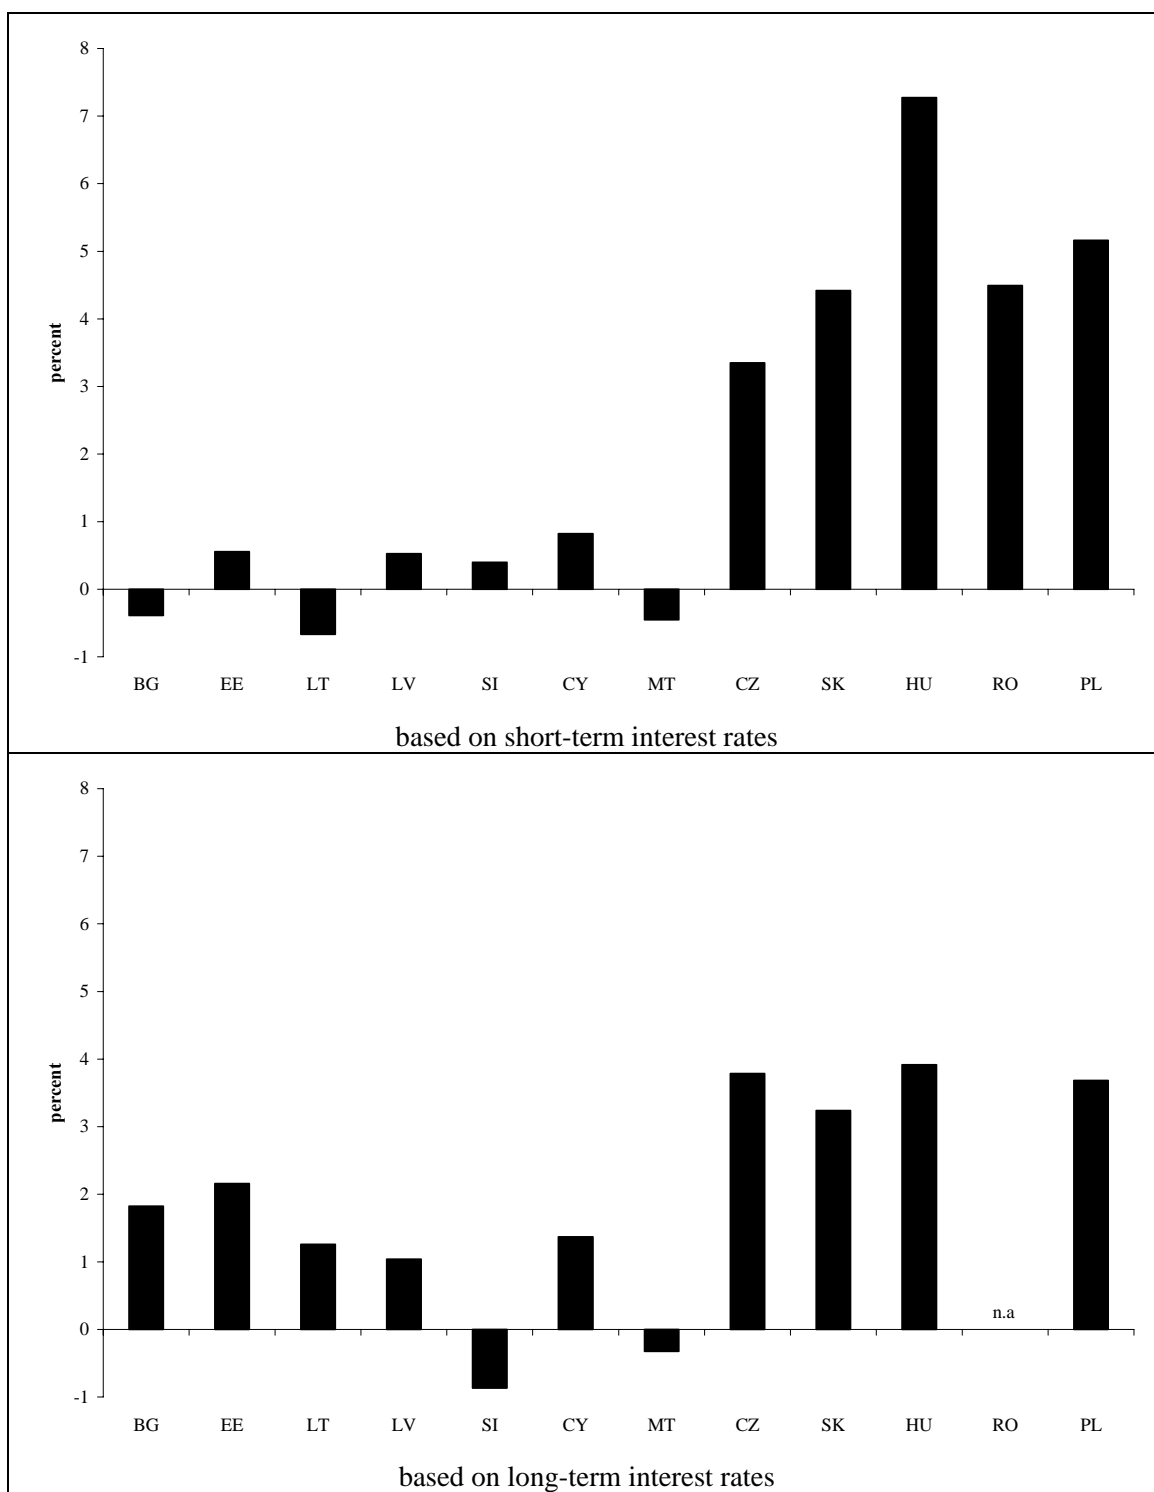 8
7
6
5
4
3
2
1
0
-1
percent
BG EE LT LV SI CY MT CZ SK HU RO PL
based on short-term interest rates
8
7
6
5
4
3
2
1
0
-1
percent
n.a
BG EE LT LV SI CY MT CZ SK HU RO PL
based on long-term interest rates